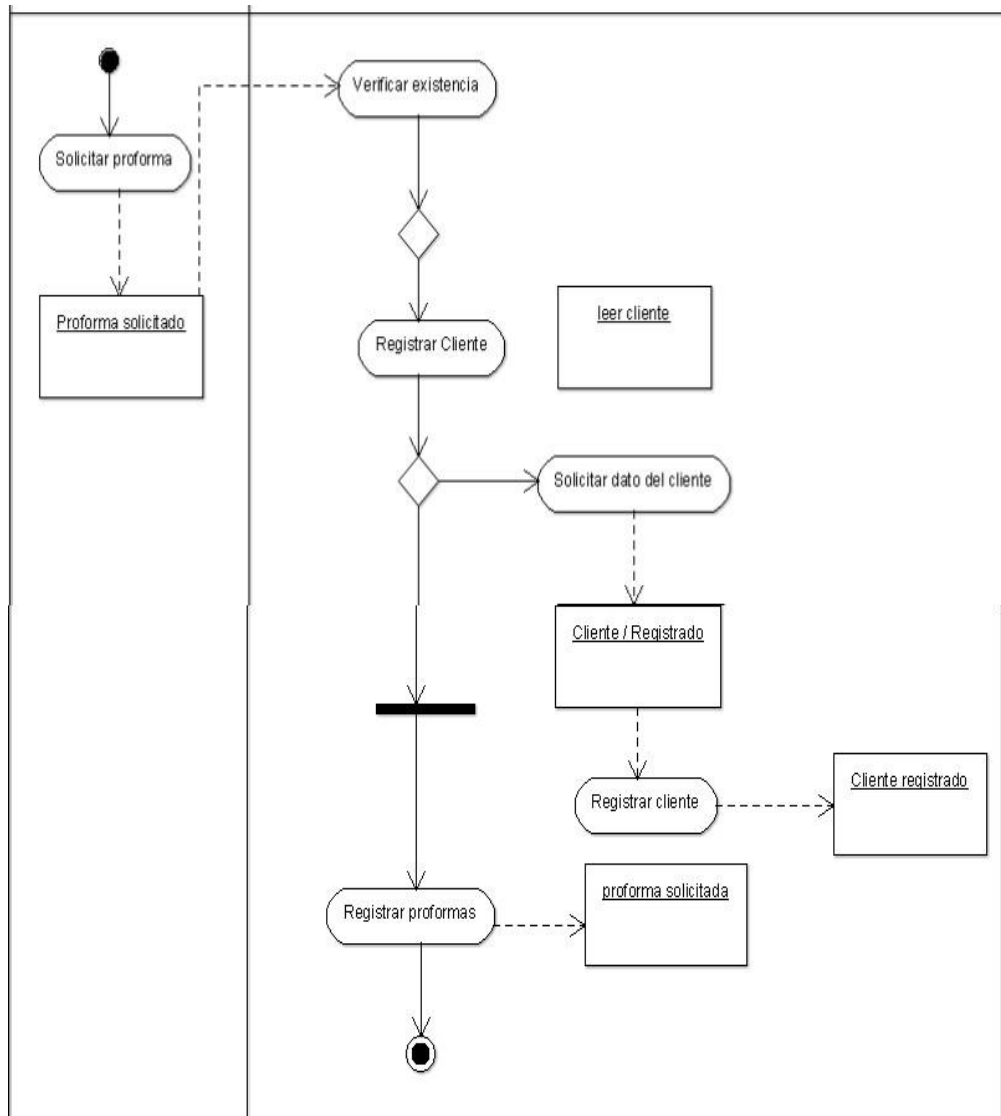 Verificar existencia
Solicitar proforma
Proforma solicitado
leer cliente
Registrar Cliente
Solicitar dato del cliente
Cliente / Registrado
Cliente registrado
Registrar cliente
proforma solicitada
Registrar proformas